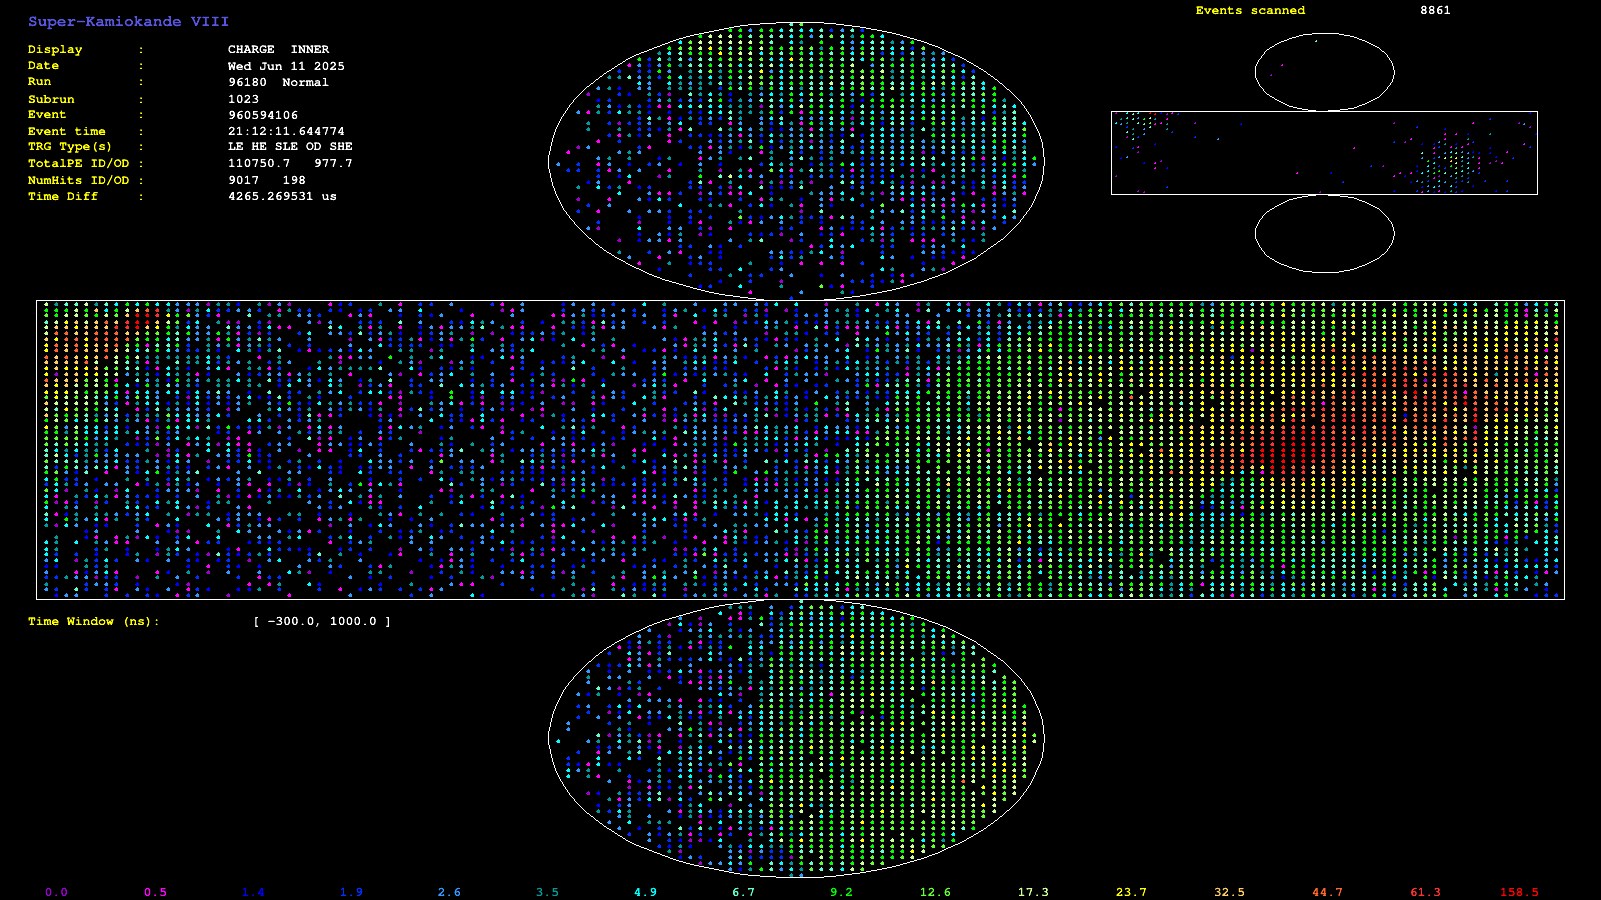 Super-Kamiokande VIII
Events scanned 8861
Display : CHARGE INNER
Date : Wed Jun 11 2025
Run : 96180 Normal
Subrun : 1023
Event : 960594106
Event time : 21:12:11.644774
TRG Type(s) : LE HE SLE OD SHE
TotalPE ID/OD : 110750.7 977.7
NumHits ID/OD : 9017 198
Time Diff : 4265.269531 us
Time Window (ns): [ -300.0, 1000.0 ]
0.0 0.5 1.4 1.9 2.6 3.5 4.9 6.7 9.2 12.6 17.3 23.7 32.5 44.7 61.3 158.5